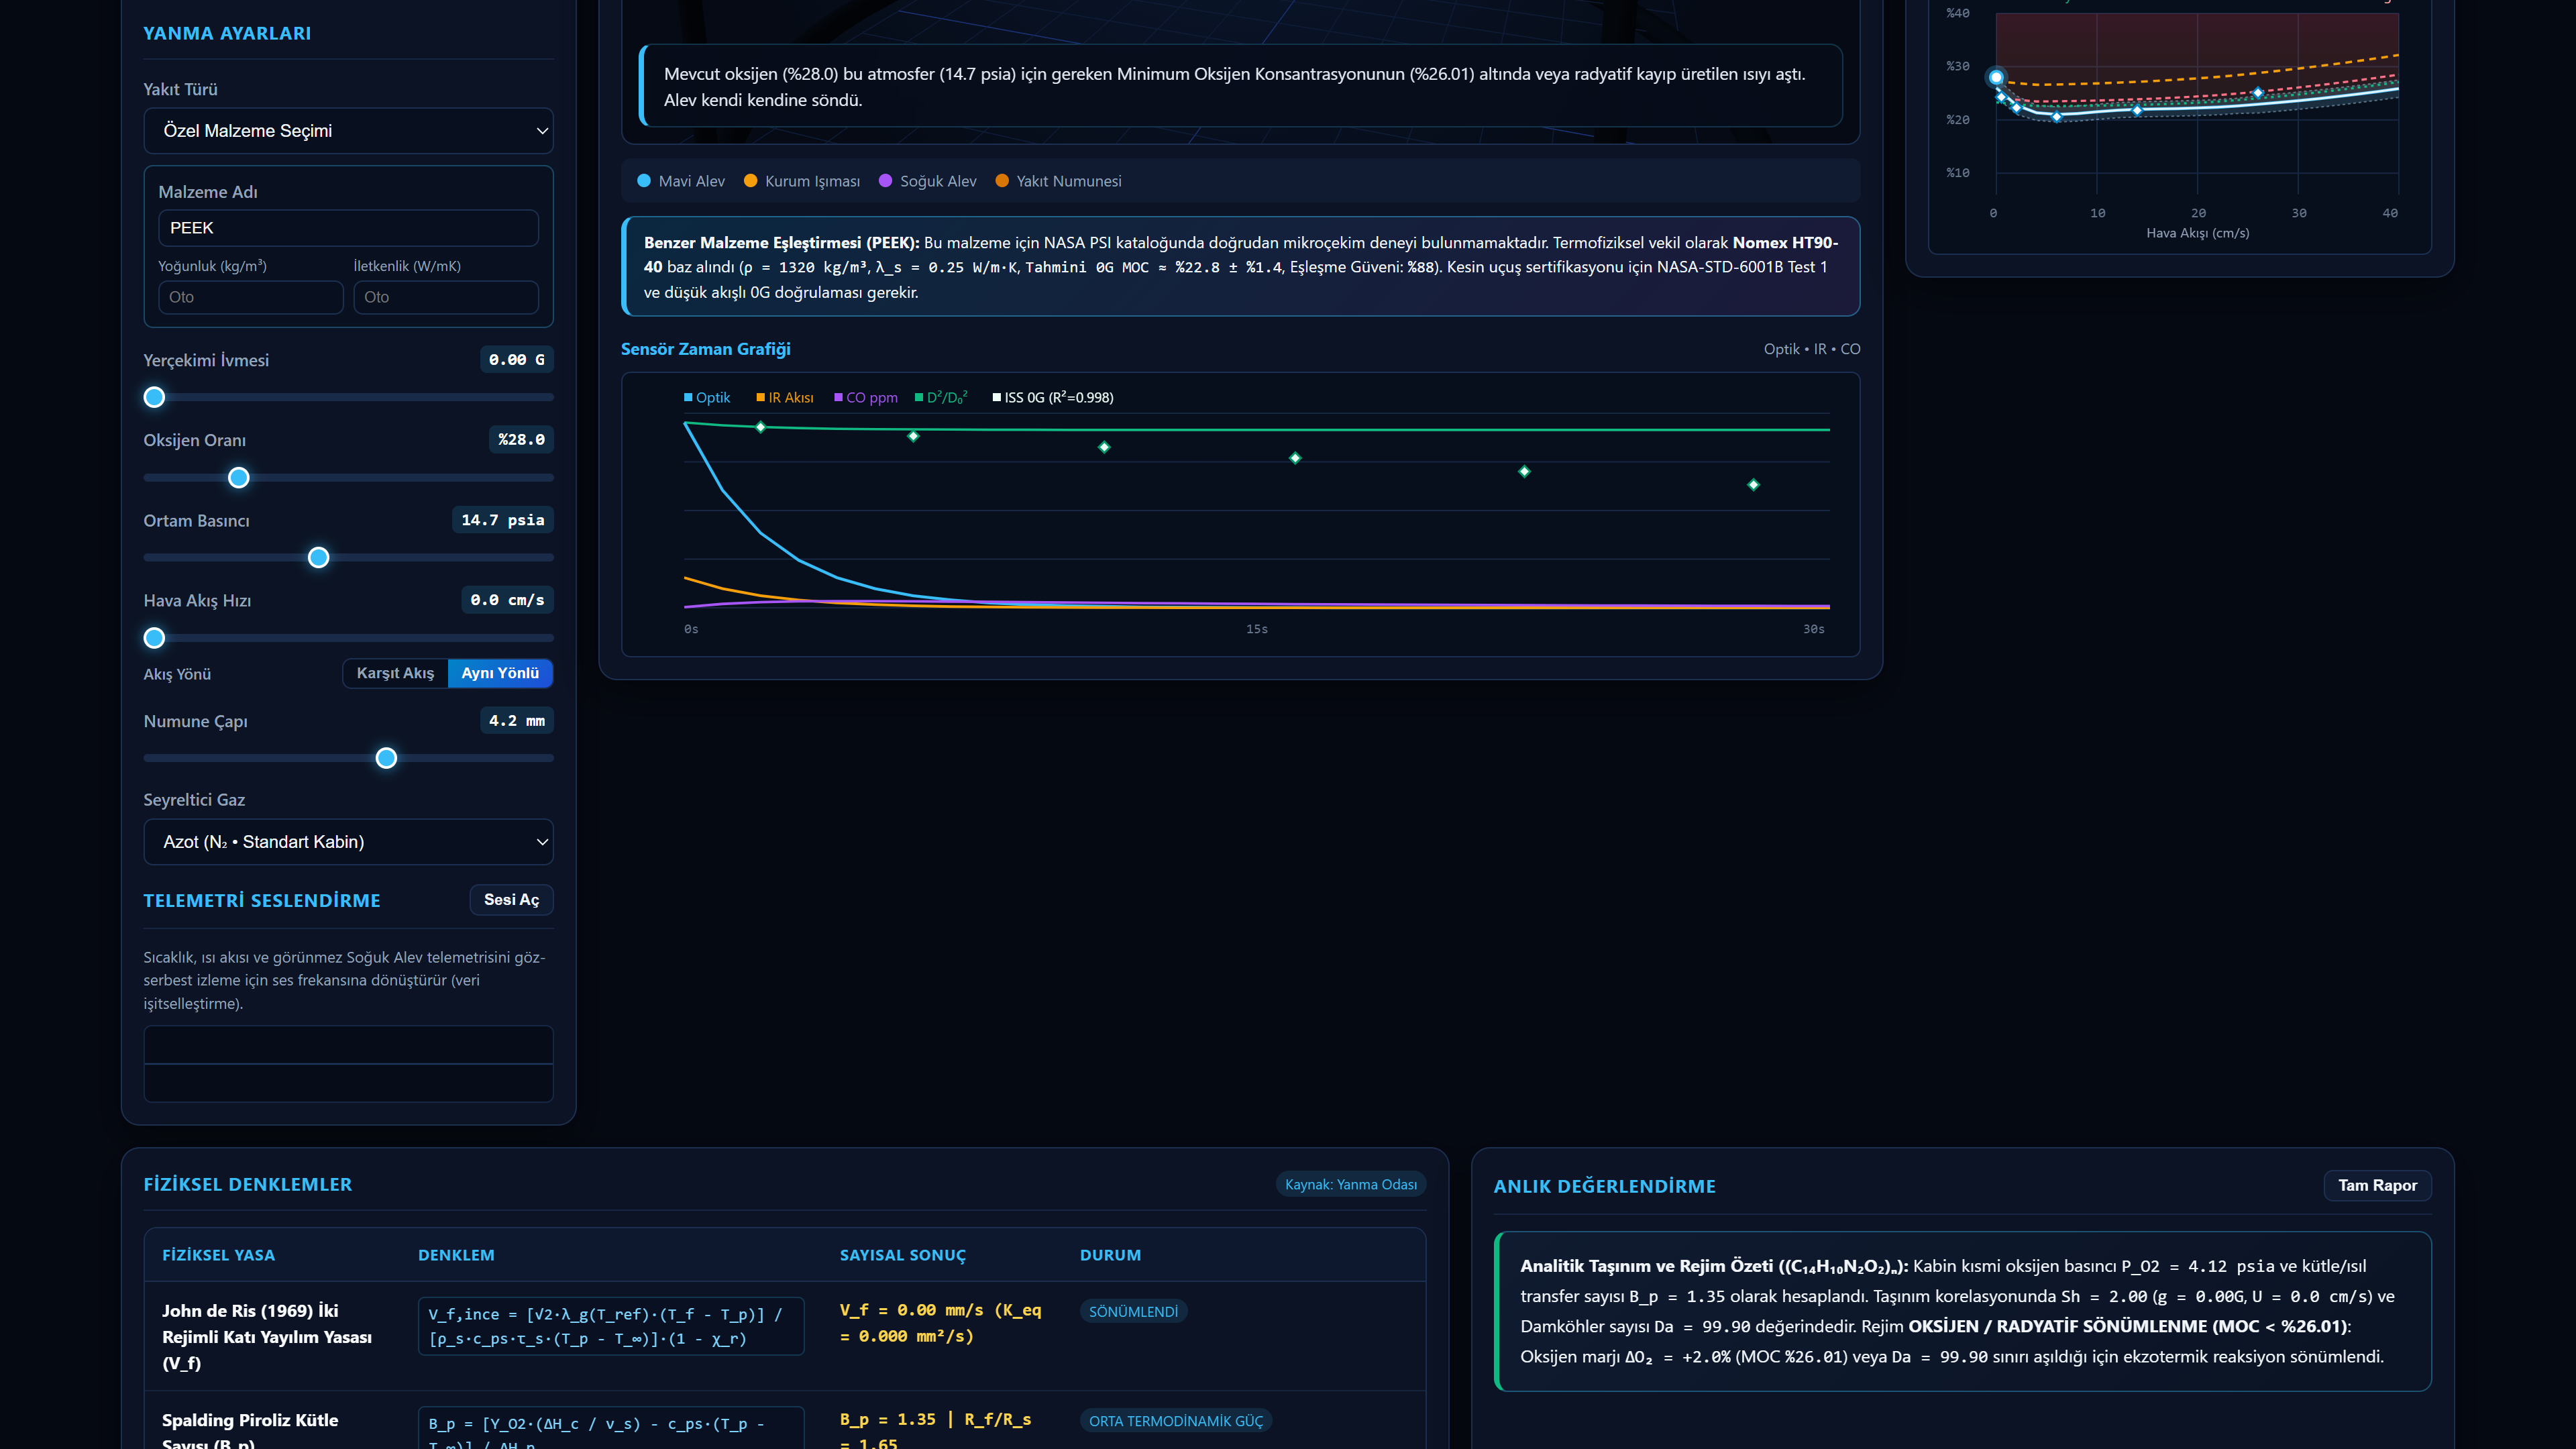 YANMA AYARLARI
Yakıt Türü
Özel Malzeme Seçimi
Malzeme Adı
PEEK
Yoğunluk (kg/m³) İletkenlik (W/mK)
Oto Oto
Yerçekimi İvmesi 0.00 G
Oksijen Oranı %28.0
Ortam Basıncı 14.7 psia
Hava Akış Hızı 0.0 cm/s
Akış Yönü Karşıt Akış Aynı Yönlü
Numune Çapı 4.2 mm
Seyreltici Gaz
Azot (N₂ • Standart Kabin)
TELEMETRİ SESLENDİRME Sesi Aç
Sıcaklık, ısı akısı ve görünmez Soğuk Alev telemetrisini göz-
serbest izleme için ses frekansına dönüştürür (veri
işitselleştirme).
Mevcut oksijen (%28.0) bu atmosfer (14.7 psia) için gereken Minimum Oksijen Konsantrasyonunun (%26.01) altında veya radyatif kayıp üretilen ısıyı aştı.
Alev kendi kendine söndü.
Mavi Alev Kurum Işıması Soğuk Alev Yakıt Numunesi
Benzer Malzeme Eşleştirmesi (PEEK): Bu malzeme için NASA PSI kataloğunda doğrudan mikroçekim deneyi bulunmamaktadır. Termofiziksel vekil olarak Nomex HT90-
40 baz alındı (ρ = 1320 kg/m³, λ_s = 0.25 W/m·K, Tahmini 0G MOC ≈ %22.8 ± %1.4, Eşleşme Güveni: %88). Kesin uçuş sertifikasyonu için NASA-STD-6001B Test 1
ve düşük akışlı 0G doğrulaması gerekir.
Sensör Zaman Grafiği Optik • IR • CO
Optik IR Akısı CO ppm D²/D₀² ISS 0G (R²=0.998)
0s 15s 30s
%40
%30
%20
%10
0 10 20 30 40
Hava Akışı (cm/s)
FİZİKSEL DENKLEMLER Kaynak: Yanma Odası
FİZİKSEL YASA DENKLEM SAYISAL SONUÇ DURUM
John de Ris (1969) İki
Rejimli Katı Yayılım Yasası
(V_f)
V_f,ince = [√2·λ_g(T_ref)·(T_f - T_p)] /
[ρ_s·c_ps·τ_s·(T_p - T_∞)]·(1 - χ_r)
V_f = 0.00 mm/s (K_eq
= 0.000 mm²/s)
SÖNÜMLENDİ
Spalding Piroliz Kütle
Sayısı (B_p)
B_p = [Y_O2·(ΔH_c / ν_s) - c_ps·(T_p -
T_∞)] / ΔH_p
B_p = 1.35 | R_f/R_s
= 1.65
ORTA TERMODİNAMİK GÜÇ
ANLIK DEĞERLENDİRME Tam Rapor
Analitik Taşınım ve Rejim Özeti ((C₁₄H₁₀N₂O₂)ₙ): Kabin kısmi oksijen basıncı P_O2 = 4.12 psia ve kütle/ısıl
transfer sayısı B_p = 1.35 olarak hesaplandı. Taşınım korelasyonunda Sh = 2.00 (g = 0.00G, U = 0.0 cm/s) ve
Damköhler sayısı Da = 99.90 değerindedir. Rejim OKSİJEN / RADYATİF SÖNÜMLENME (MOC < %26.01):
Oksijen marjı ΔO₂ = +2.0% (MOC %26.01) veya Da = 99.90 sınırı aşıldığı için ekzotermik reaksiyon sönümlendi.